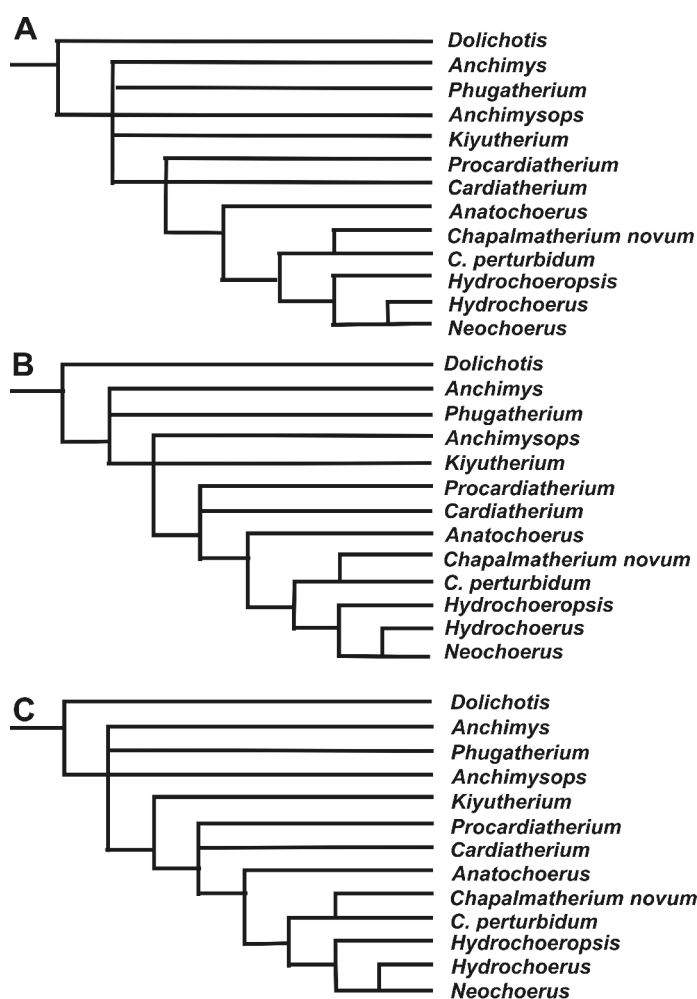 A
Dolichotis
Anchimys
Phugatherium
Anchimysops
Kiyutherium
Procardiatherium
Cardiatherium
Anatochoerus
Chapalmatherium novum
C. perturbidum
Hydrochoeropsis
Hydrochoerus
Neochoerus
B
Dolichotis
Anchimys
Phugatherium
Anchimysops
Kiyutherium
Procardiatherium
Cardiatherium
Anatochoerus
Chapalmatherium novum
C. perturbidum
Hydrochoeropsis
Hydrochoerus
Neochoerus
C
Dolichotis
Anchimys
Phugatherium
Anchimysops
Kiyutherium
Procardiatherium
Cardiatherium
Anatochoerus
Chapalmatherium novum
C. perturbidum
Hydrochoeropsis
Hydrochoerus
Neochoerus